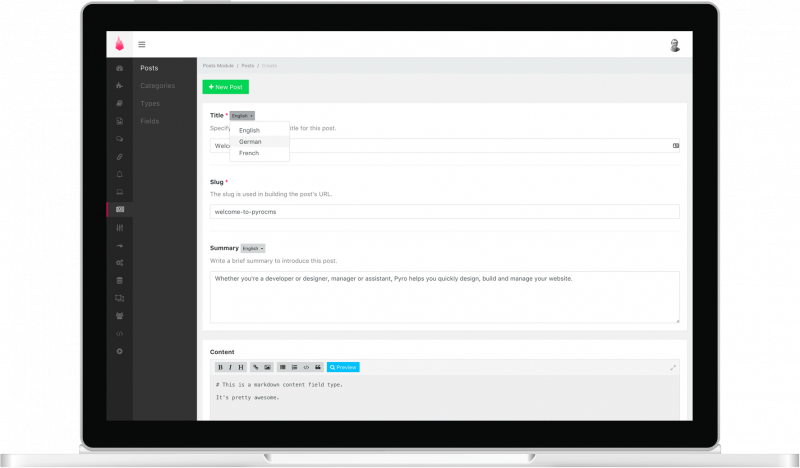 Posts
Categories
Types
Fields
Posts Module / Posts / Create
+ New Post
Title * English
Specify title for this post.
English
German
French
Slug *
The slug is used in building the post's URL.
welcome-to-pyrocms
Summary English
Write a brief summary to introduce this post.
Whether you're a developer or designer, manager or assistant, Pyro helps you quickly design, build and manage your website.
Content
B I H </> Preview
# This is a markdown content field type.
It's pretty awesome.